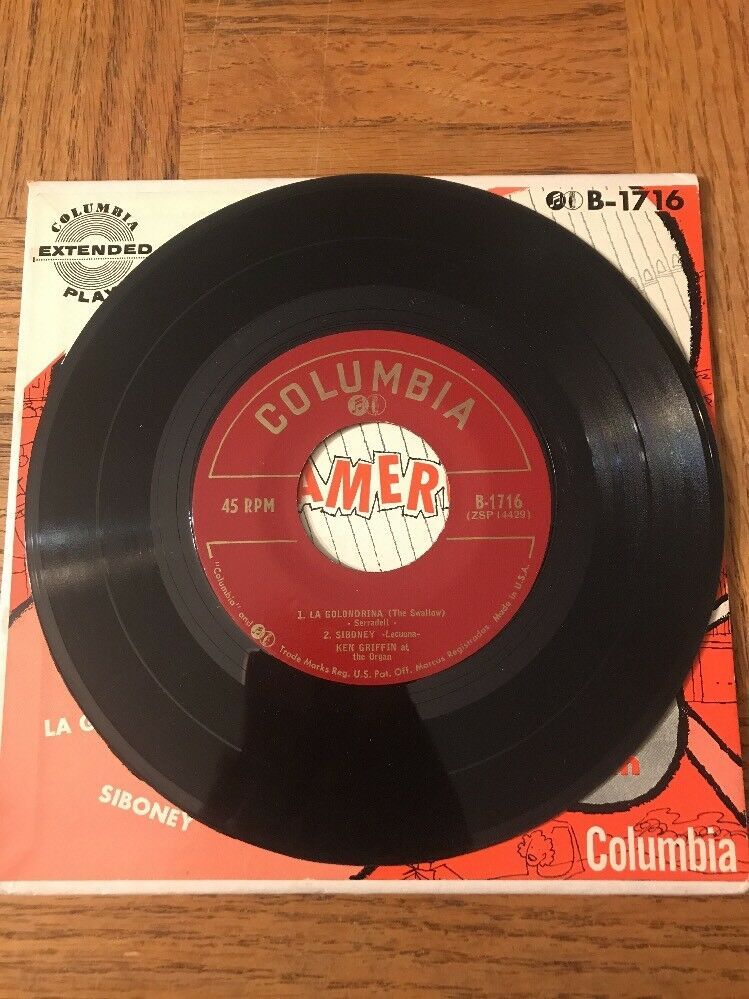 COLUMBIA
EXTENDED
PLAY
B-1716
COLUMBIA
45 RPM
B-1716
(ZSP 14429)
AMER
1. LA GOLONDRINA (The Swallow)
- Serradell -
2. SIBONEY -Lecuona-
KEN GRIFFIN at
the Organ
"Columbia" and Trade Marks Reg. U.S. Pat. Off. Marcas Registradas. Made in U.S.A.
LA G
SIBONEY
n
Columbia